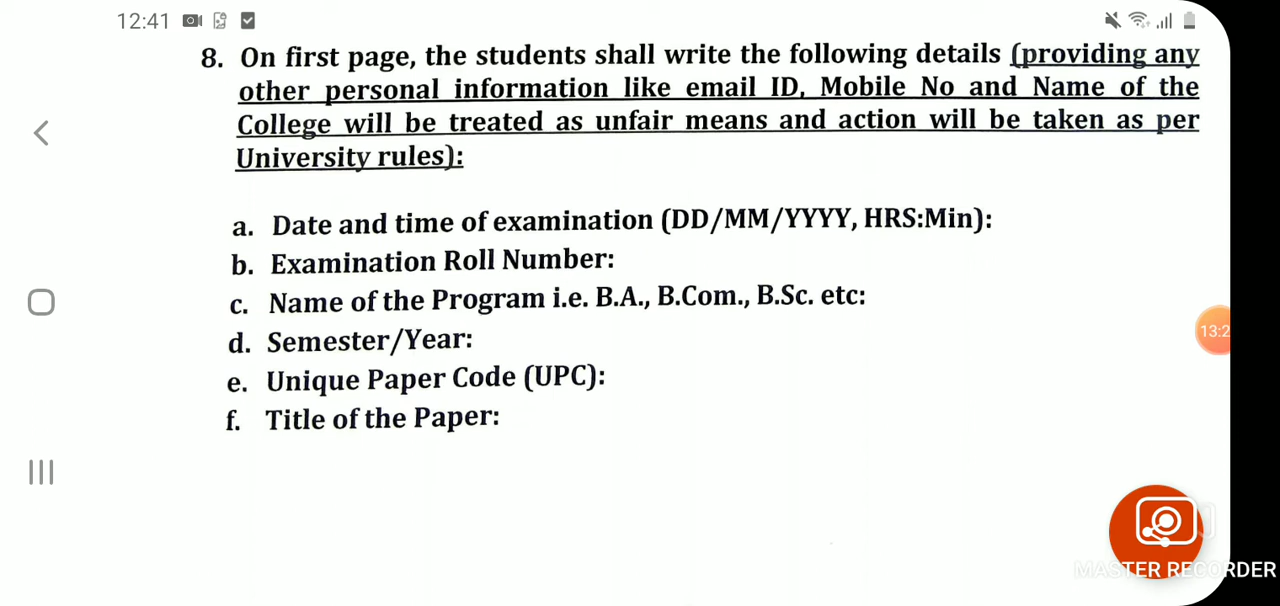 12:41
8. On first page, the students shall write the following details (providing any
other personal information like email ID, Mobile No and Name of the
College will be treated as unfair means and action will be taken as per
University rules):
a. Date and time of examination (DD/MM/YYYY, HRS:Min):
b. Examination Roll Number:
c. Name of the Program i.e. B.A., B.Com., B.Sc. etc:
13:2
d. Semester/Year:
e. Unique Paper Code (UPC):
f. Title of the Paper:
MASTER RECORDER